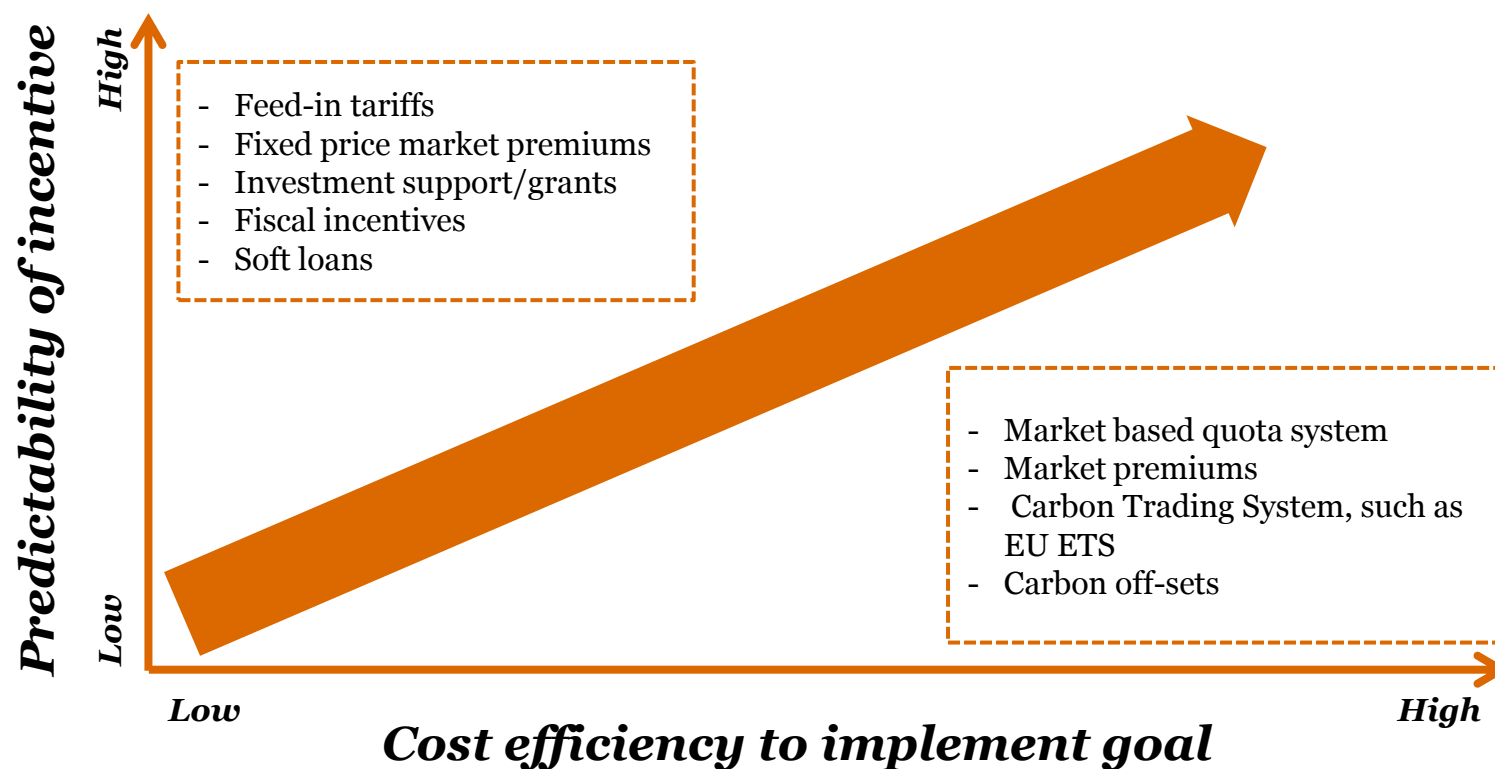 Predictability of incentive
High
Low
- Feed-in tariffs
- Fixed price market premiums
- Investment support/grants
- Fiscal incentives
- Soft loans
- Market based quota system
- Market premiums
- Carbon Trading System, such as
EU ETS
- Carbon off-sets
Low
High
Cost efficiency to implement goal